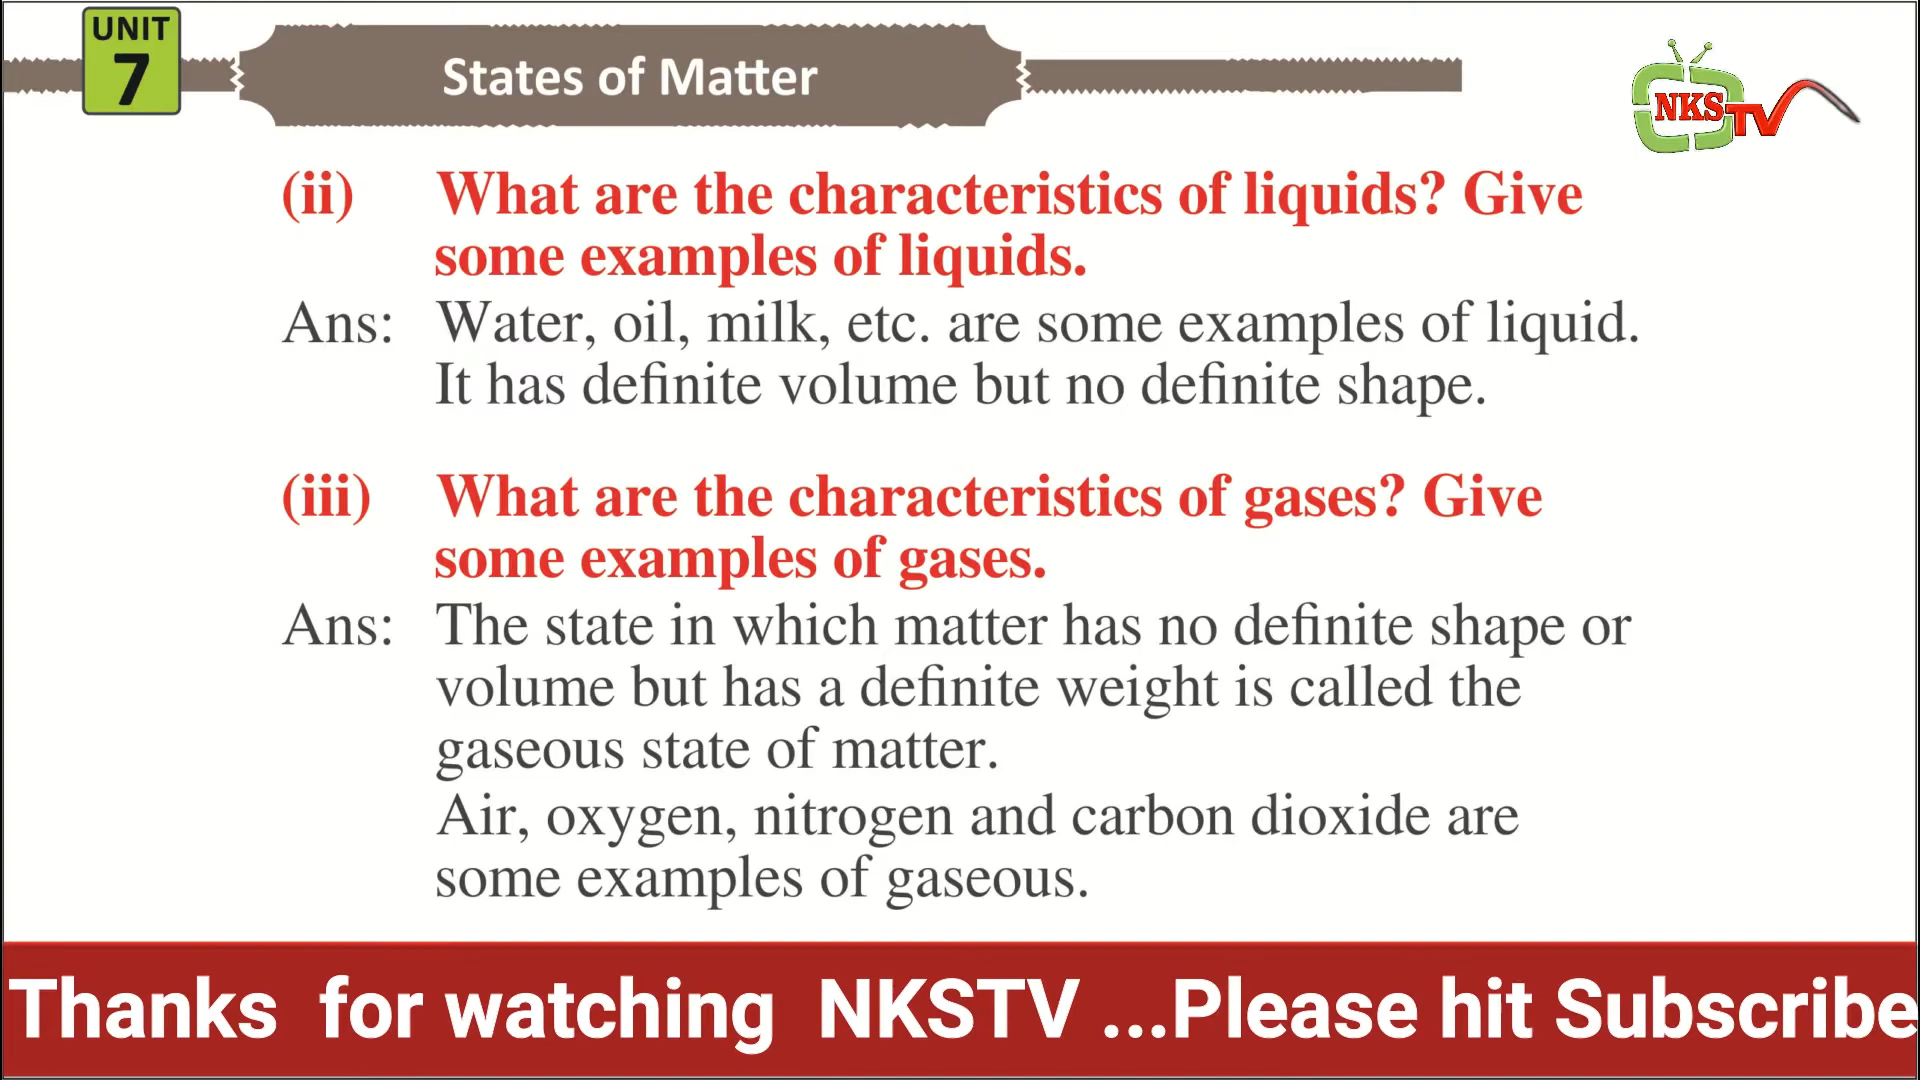 UNIT
7
States of Matter
NKSTV
(ii) What are the characteristics of liquids? Give
some examples of liquids.
Ans: Water, oil, milk, etc. are some examples of liquid.
It has definite volume but no definite shape.
(iii) What are the characteristics of gases? Give
some examples of gases.
Ans: The state in which matter has no definite shape or
volume but has a definite weight is called the
gaseous state of matter.
Air, oxygen, nitrogen and carbon dioxide are
some examples of gaseous.
Thanks for watching NKSTV ...Please hit Subscribe